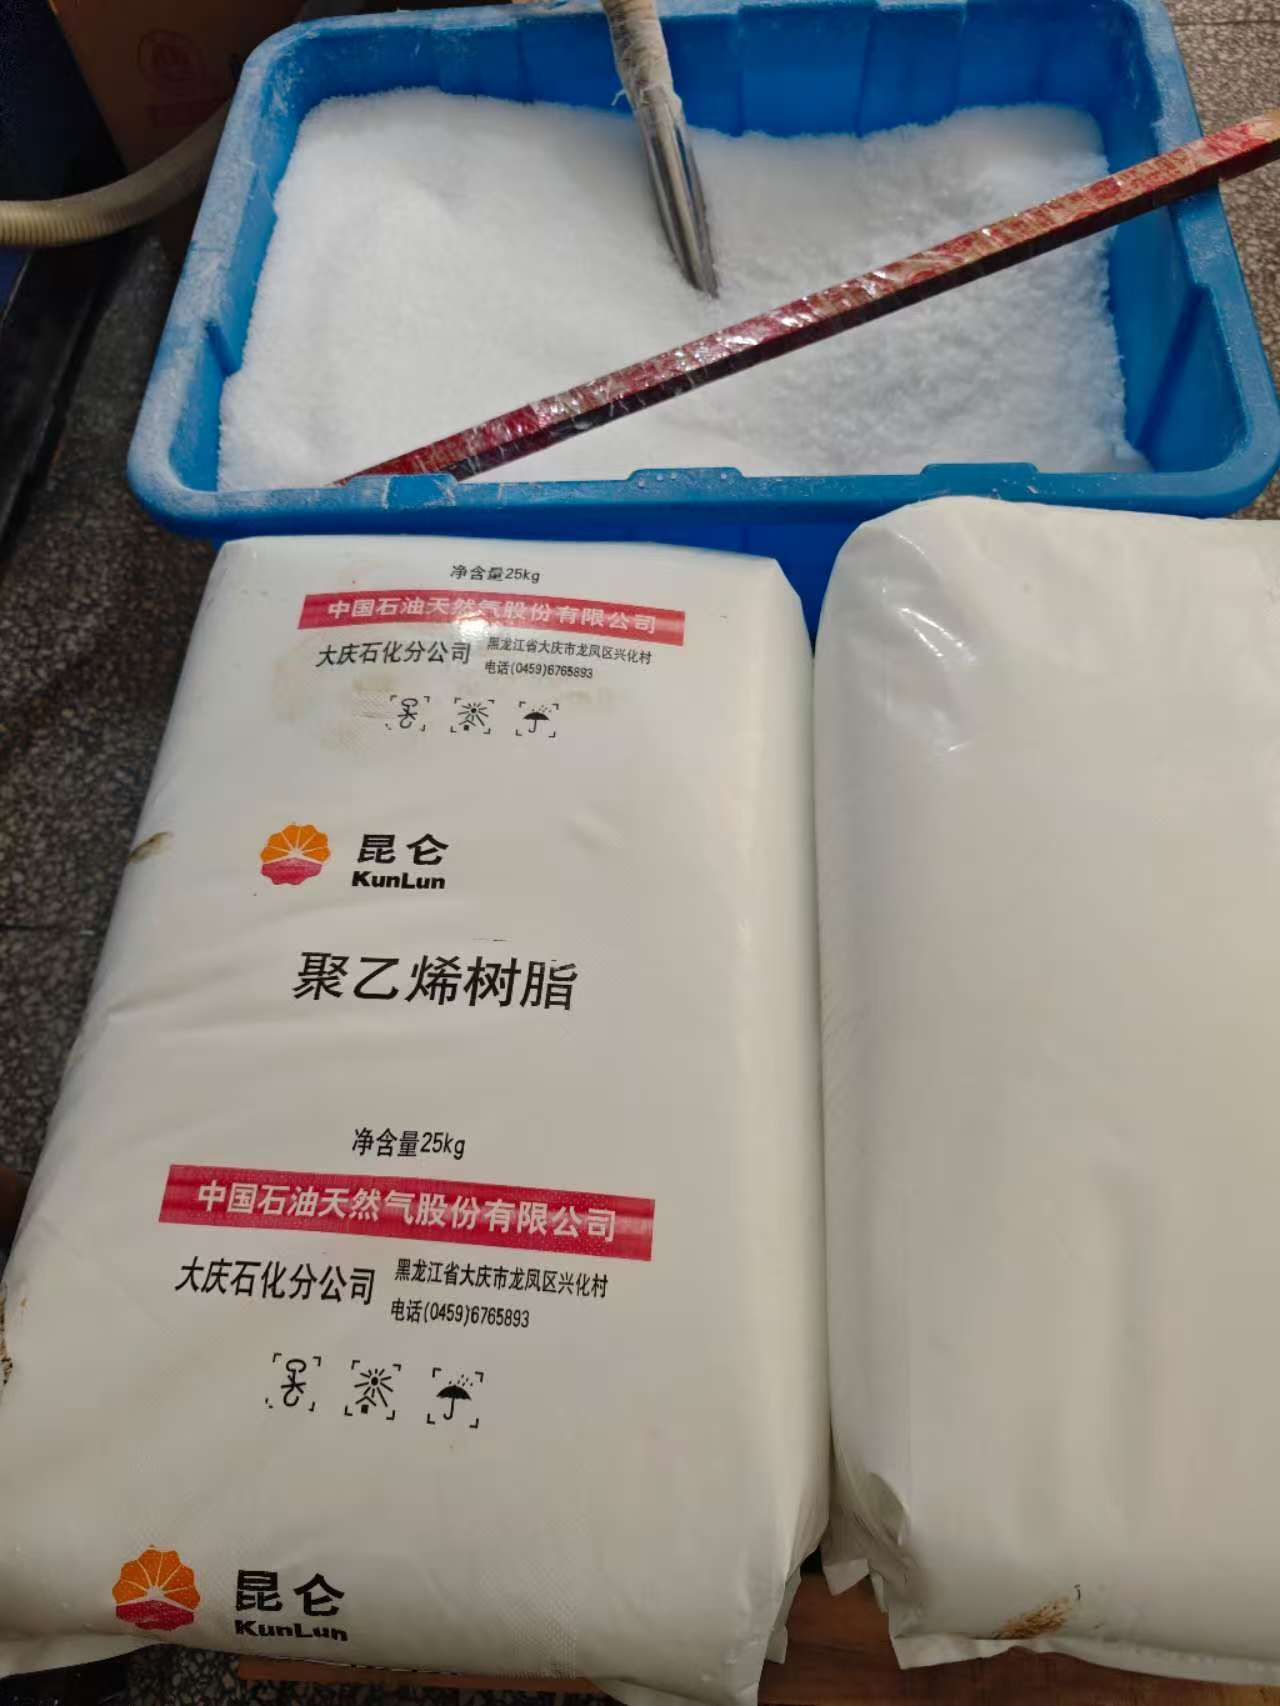 净含量25kg
中国石油天然气股份有限公司
大庆石化分公司
黑龙江省大庆市龙凤区兴化村
电话(0459)6765893
昆仑
KunLun
聚乙烯树脂
净含量25kg
中国石油天然气股份有限公司
大庆石化分公司
黑龙江省大庆市龙凤区兴化村
电话(0459)6765893
昆仑
KunLun